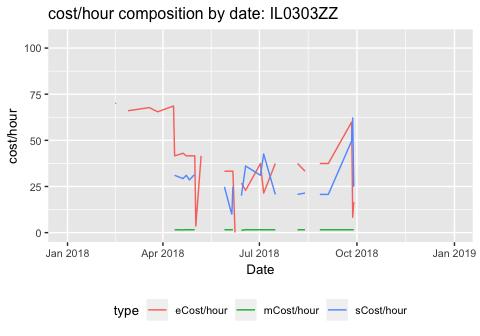 cost/hour composition by date: IL0303ZZ
100
75
50
25
0
cost/hour
Jan 2018 Apr 2018 Jul 2018 Oct 2018 Jan 2019
Date
type eCost/hour mCost/hour sCost/hour